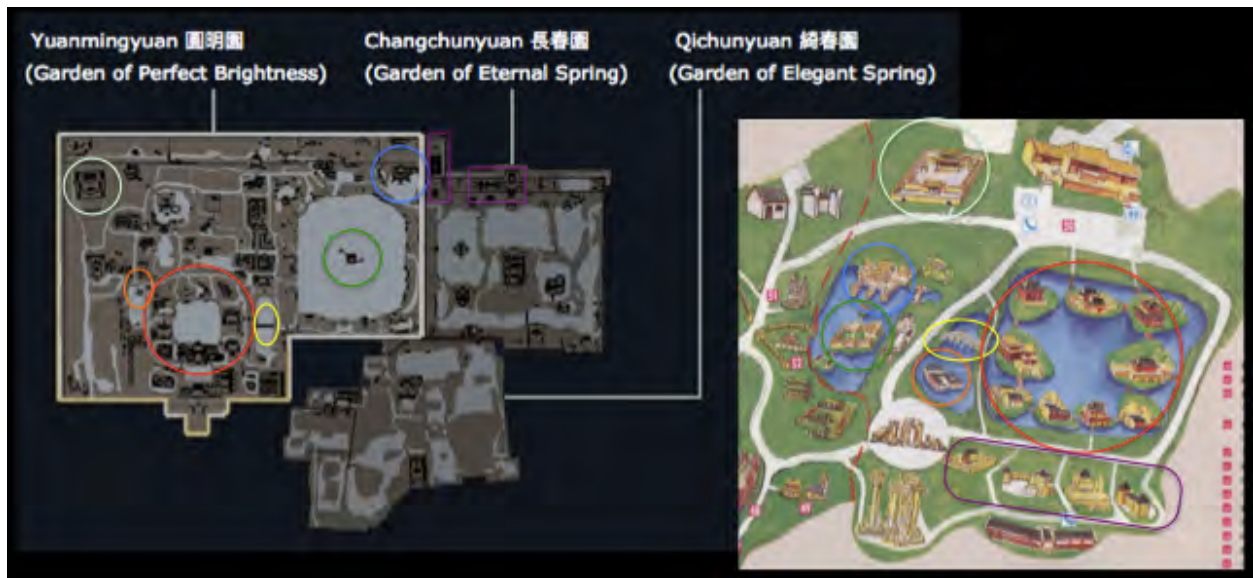 Yuanmingyuan 圓明園
(Garden of Perfect Brightness)
Changchunyuan 長春園
(Garden of Eternal Spring)
Qichunyuan 綺春園
(Garden of Elegant Spring)